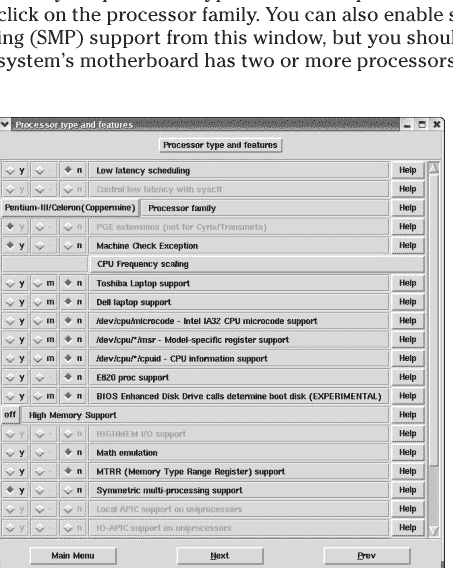 click on the processor family. You can also enable s
ing (SMP) support from this window, but you shoul
system's motherboard has two or more processors
Processor type and features
Processor type and features
y - n Low latency scheduling Help
y - n Control low latency with sysctl Help
Pentium-III/Celeron(Coppermine) Processor family Help
y - n PGE extensions (not for Cyrix/Transmeta) Help
y - n Machine Check Exception Help
CPU Frequency scaling
y m n Toshiba Laptop support Help
y m n Dell laptop support Help
y m n /dev/cpu/microcode - Intel IA32 CPU microcode support Help
y m n /dev/cpu/*/msr - Model-specific register support Help
y m n /dev/cpu/*/cpuid - CPU information support Help
y - n E820 proc support Help
y m n BIOS Enhanced Disk Drive calls determine boot disk (EXPERIMENTAL) Help
off High Memory Support Help
y - n HIGHMEM I/O support Help
y - n Math emulation Help
y - n MTRR (Memory Type Range Register) support Help
y - n Symmetric multi-processing support Help
y - n Local APIC support on uniprocessors Help
y - n IO-APIC support on uniprocessors Help
Main Menu Next Prev